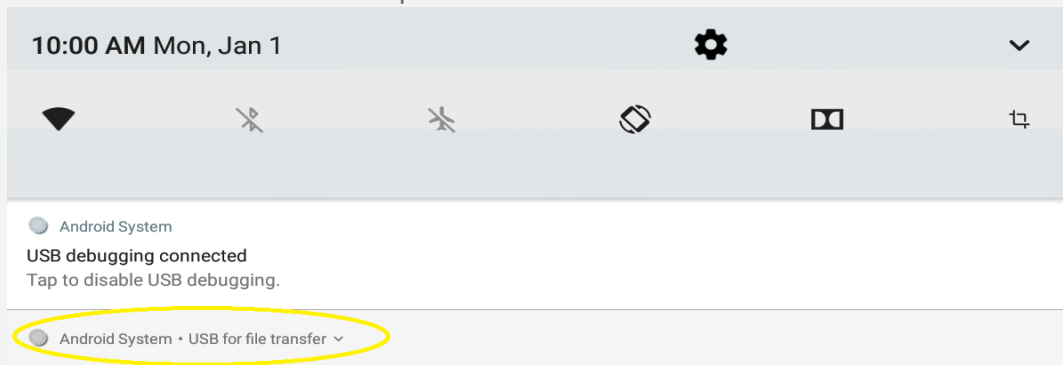 10:00 AM Mon, Jan 1
Android System
USB debugging connected
Tap to disable USB debugging.
Android System • USB for file transfer